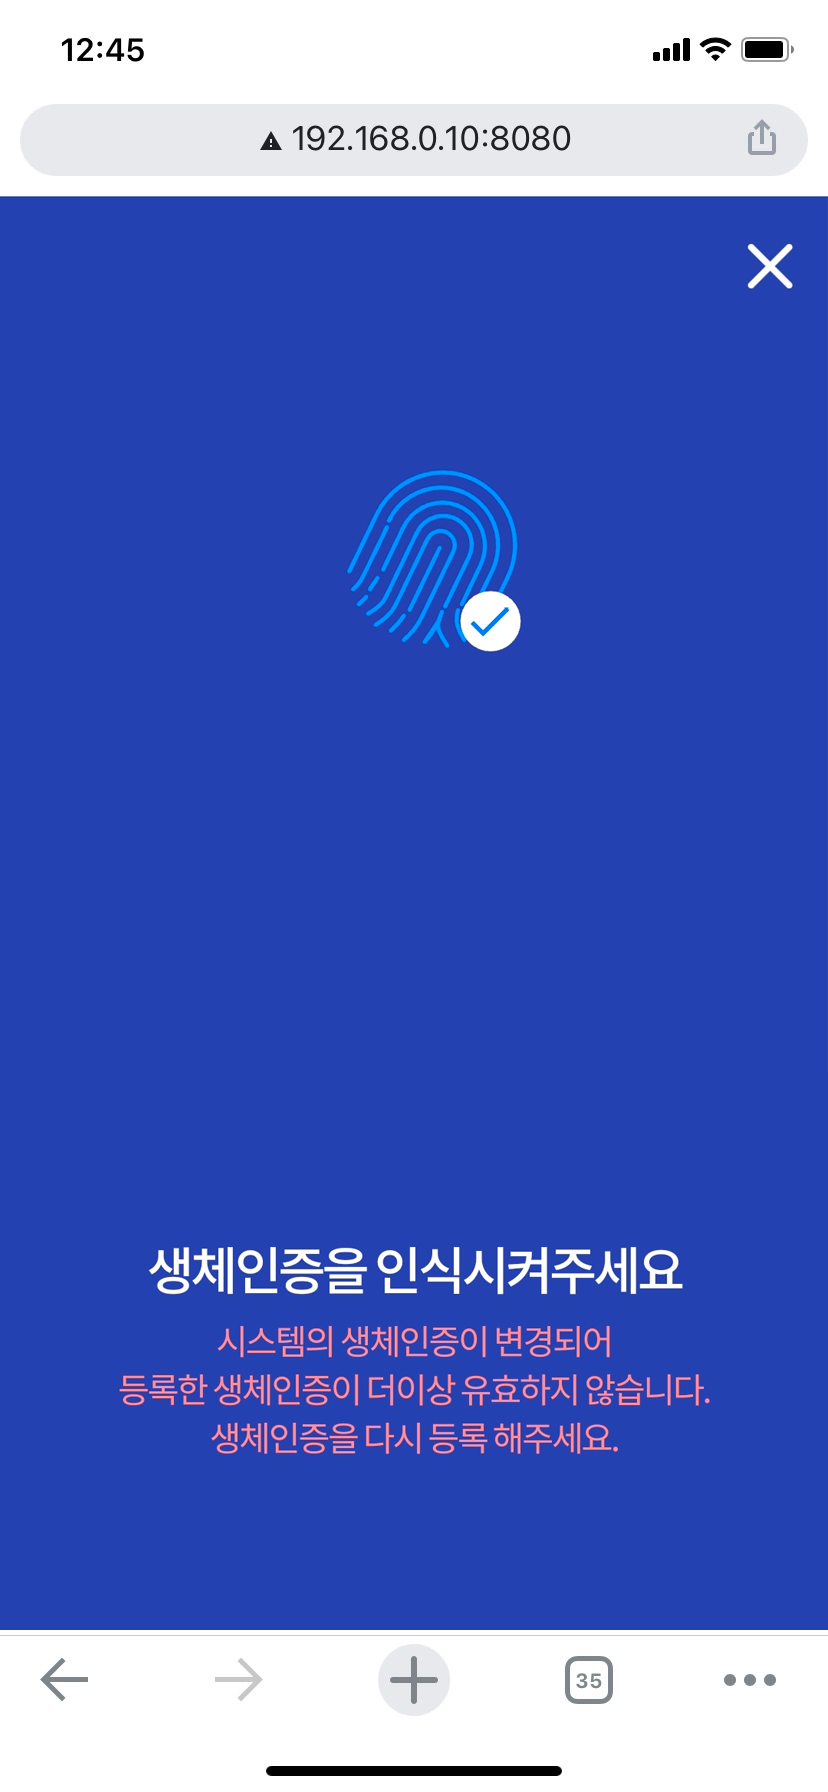 12:45
192.168.0.10:8080
생체인증을 인식시켜주세요
시스템의 생체인증이 변경되어
등록한 생체인증이 더이상 유효하지 않습니다.
생체인증을 다시 등록 해주세요.
35